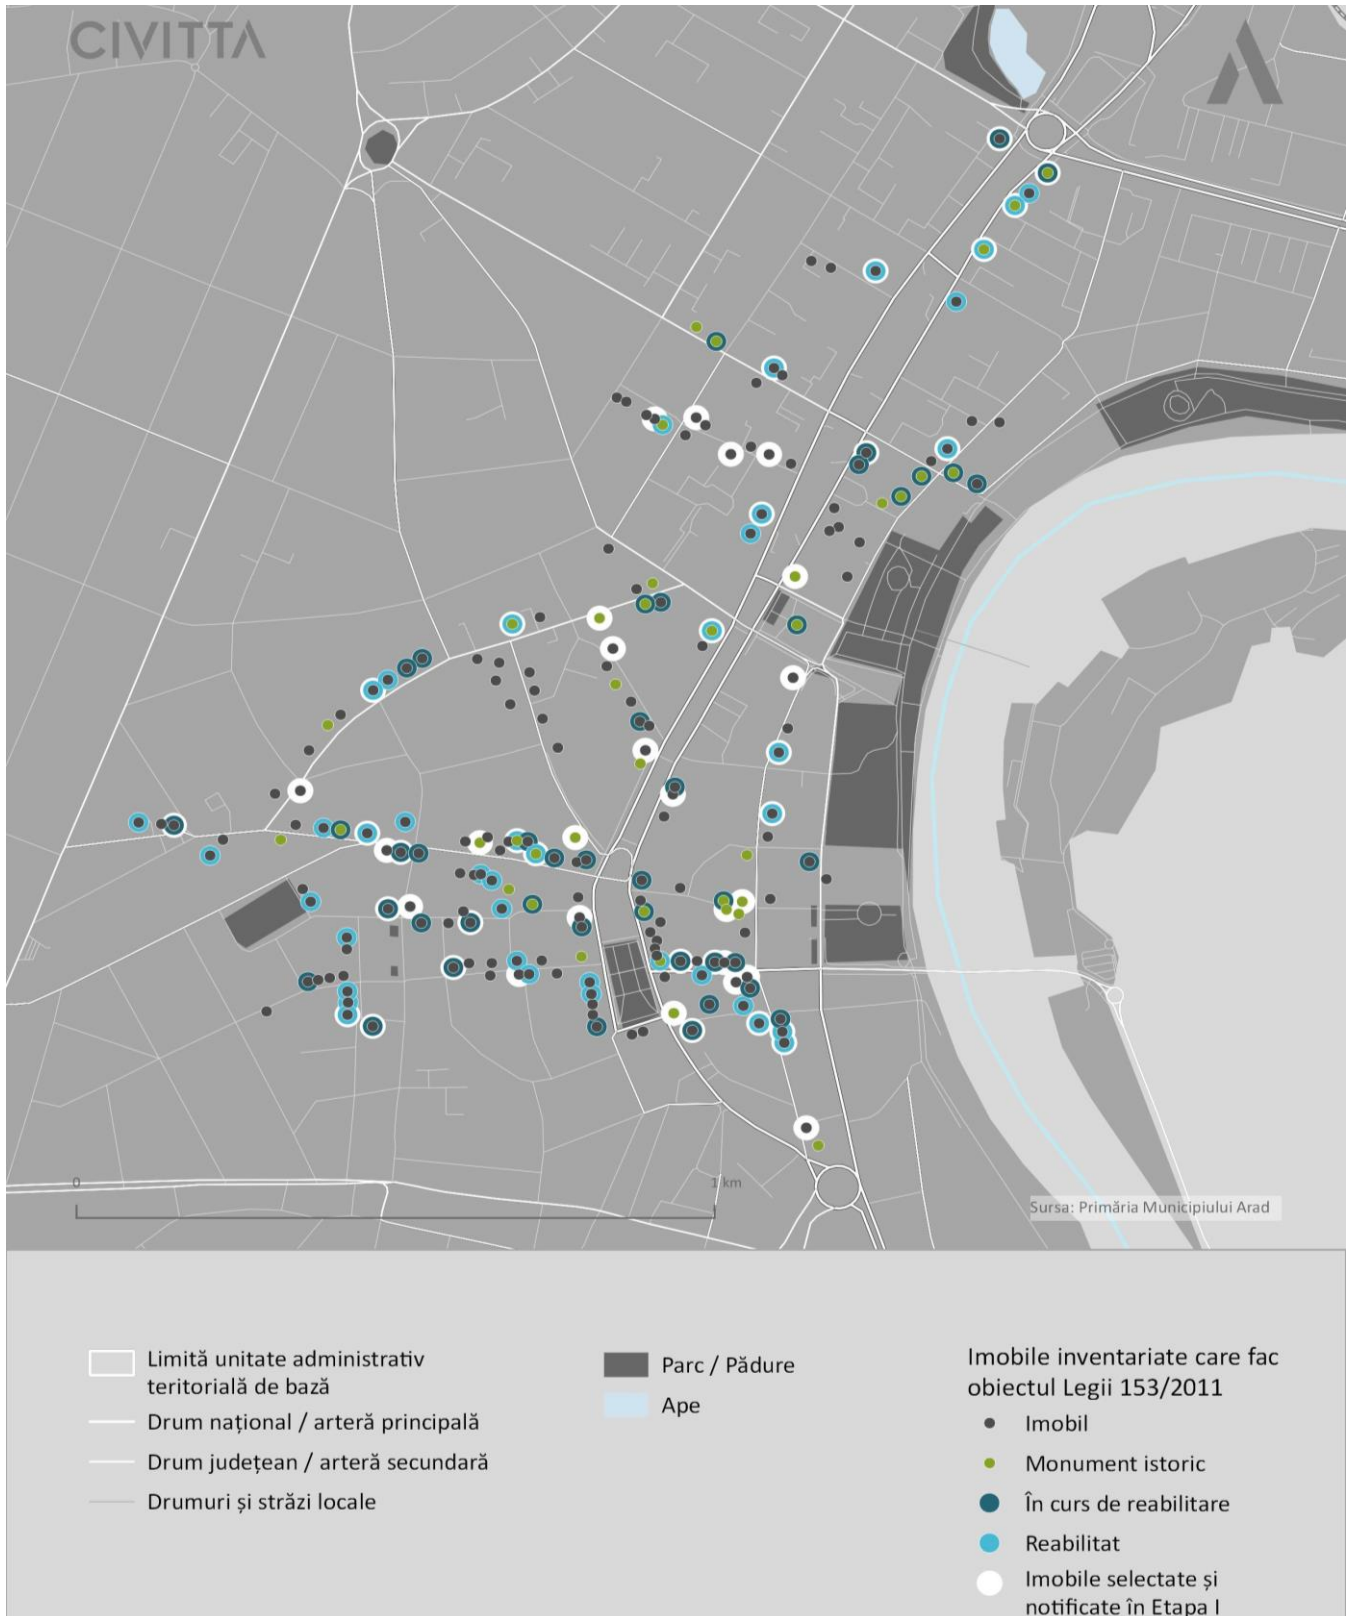 CIVITTA
0
1 km
Sursa: Primăria Municipiului Arad
Limită unitate administrativ
teritorială de bază
Drum național / arteră principală
Drum județean / arteră secundară
Drumuri și străzi locale
Parc / Pădure
Ape
Imobile inventariate care fac
obiectul Legii 153/2011
Imobil
Monument istoric
În curs de reabilitare
Reabilitat
Imobile selectate și
notificate în Etapa I